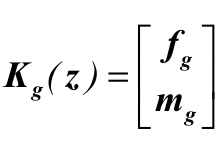 K_g(z) = [f_g
m_g]